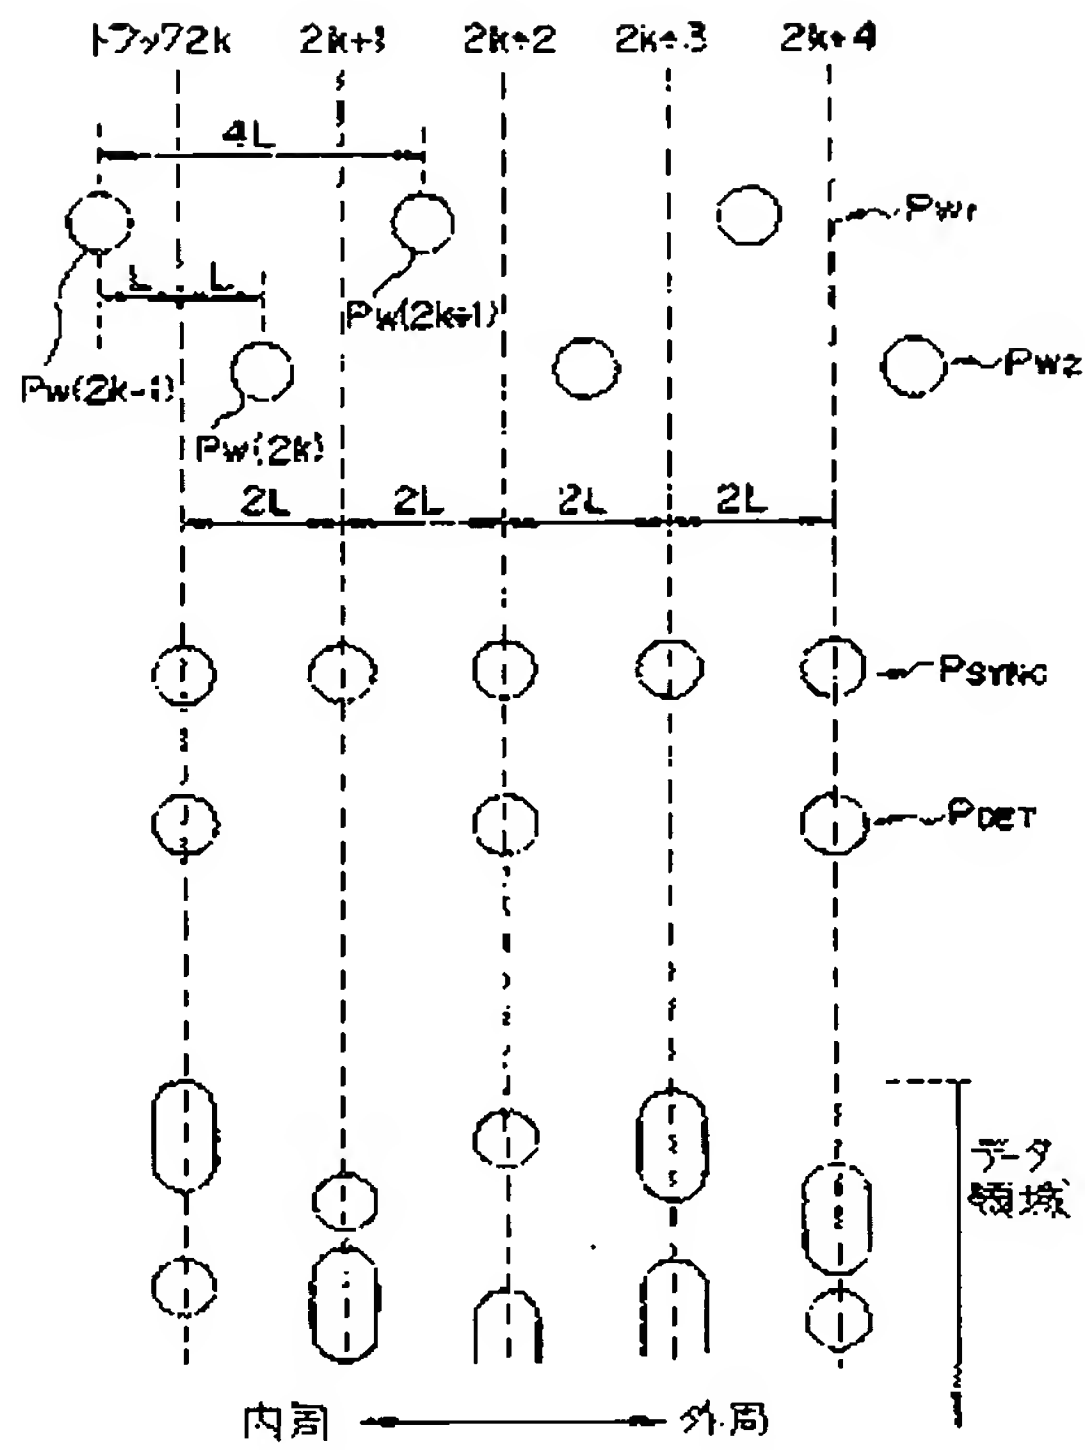 トラック2k 2k+1 2k+2 2k+3 2k+4
4L
Pw1
L L
Pw(2k+1)
Pw2
Pw(2k-1)
Pw(2k)
2L 2L 2L 2L
PSYNC
PDET
データ
領域
内周 外周